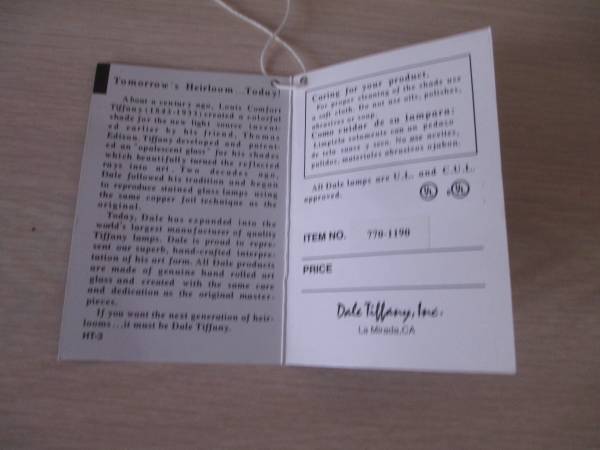 Tomorrow's Heirloom...Today!
About a century ago, Louis Comfort
Tiffany (1843-1933) created a colorful
shade for the new light source invent-
ed earlier by his friend, Thomas
Edison. Tiffany developed and patent-
ed an "opalescent glass" for his shades
which beautifully turned the reflected
rays into art. Two decades ago,
Dale followed his tradition and began
to reproduce stained glass lamps using
the same copper foil technique as the
original.
Today, Dale has expanded into the
world's largest manufacturer of quality
Tiffany lamps. Dale is proud to repre-
sent our superb, hand-crafted interpre-
tation of his art form. All Dale products
are made of genuine hand rolled art
glass and created with the same care
and dedication as the original master-
pieces.
If you want the next generation of heir-
looms...it must be Dale Tiffany.
HT-3
Caring for your product.
For proper cleaning of the shade use
a soft cloth. Do not use oils, polishes,
abrasives or soap.
Como cuidar de su lampara:
Limpiela solamente con un pedaso
de tela suave y seco. No use aceites,
polidor, materiales abrasivos ojabon.
All Dale lamps are U.L. and C.U.L.
approved.
UL UL
ITEM NO. 770-1190
PRICE
Dale Tiffany, Inc.
La Mirada, CA